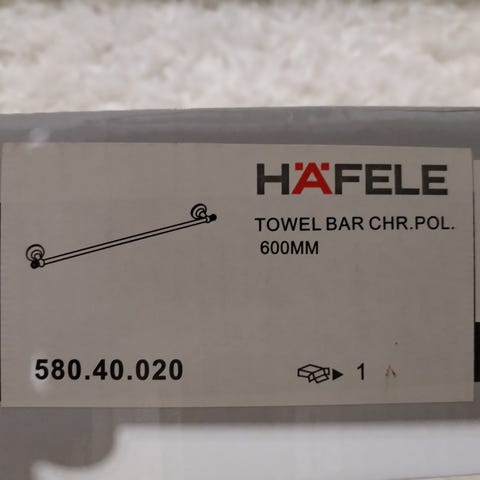 HÄFELE
TOWEL BAR CHR.POL.
600MM
580.40.020
1